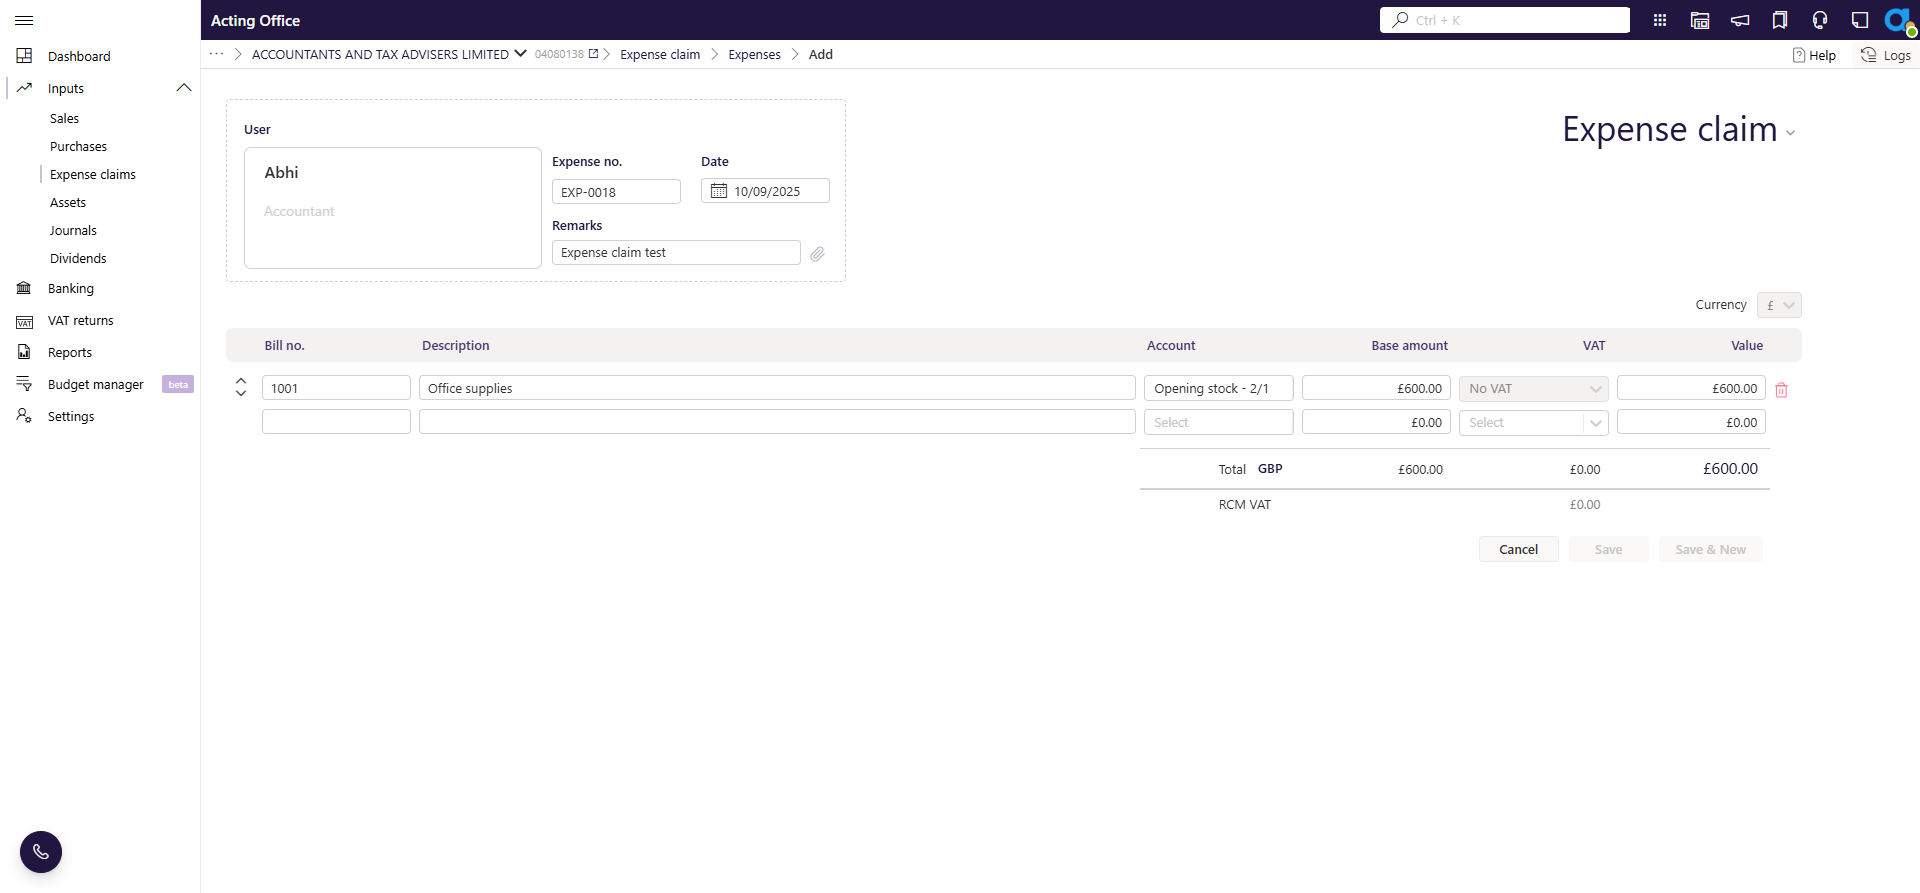 Acting Office
Ctrl + K
Dashboard
Inputs
Sales
Purchases
Expense claims
Assets
Journals
Dividends
Banking
VAT returns
Reports
Budget manager beta
Settings
··· ACCOUNTANTS AND TAX ADVISERS LIMITED 04080138 Expense claim Expenses Add
Help
Logs
User
Abhi
Accountant
Expense no.
EXP-0018
Date
10/09/2025
Remarks
Expense claim test
Expense claim
Currency £
Bill no. Description Account Base amount VAT Value
1001 Office supplies Opening stock - 2/1 £600.00 No VAT £600.00
Select £0.00 Select £0.00
Total GBP £600.00 £0.00 £600.00
RCM VAT £0.00
Cancel Save Save & New